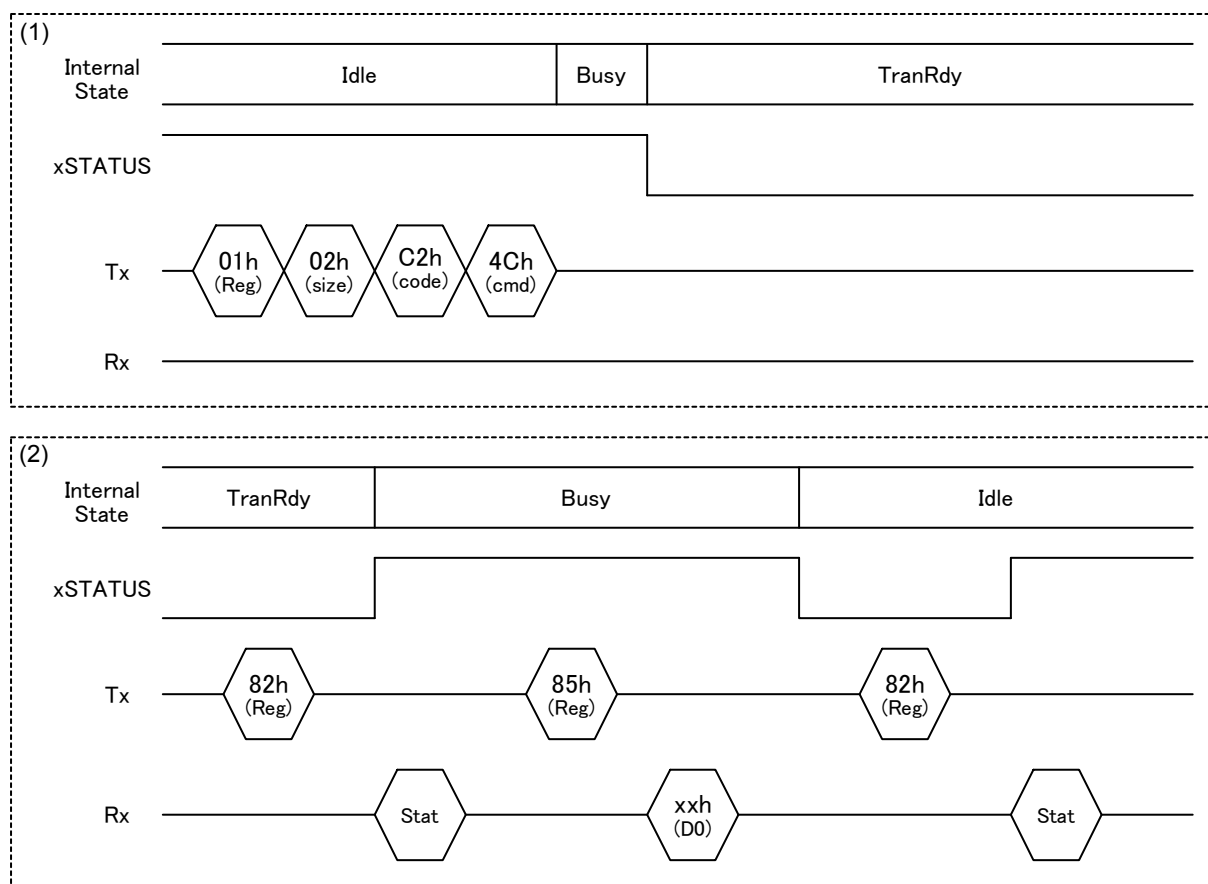 (1)
Internal
State
Idle
Busy
TranRdy
xSTATUS
Tx
01h
(Reg)
02h
(size)
C2h
(code)
4Ch
(cmd)
Rx
(2)
Internal
State
TranRdy
Busy
Idle
xSTATUS
Tx
82h
(Reg)
85h
(Reg)
82h
(Reg)
Rx
Stat
xxh
(D0)
Stat